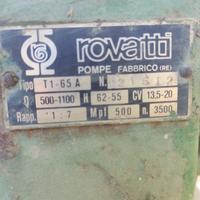 rovatti
POMPE FABBRICO (RE)
Tipo T1-65 A N.
Q 500-1100 H 62-55 CV 13,5-20
Rapp. 1:7 Mpl 500 n. 3500